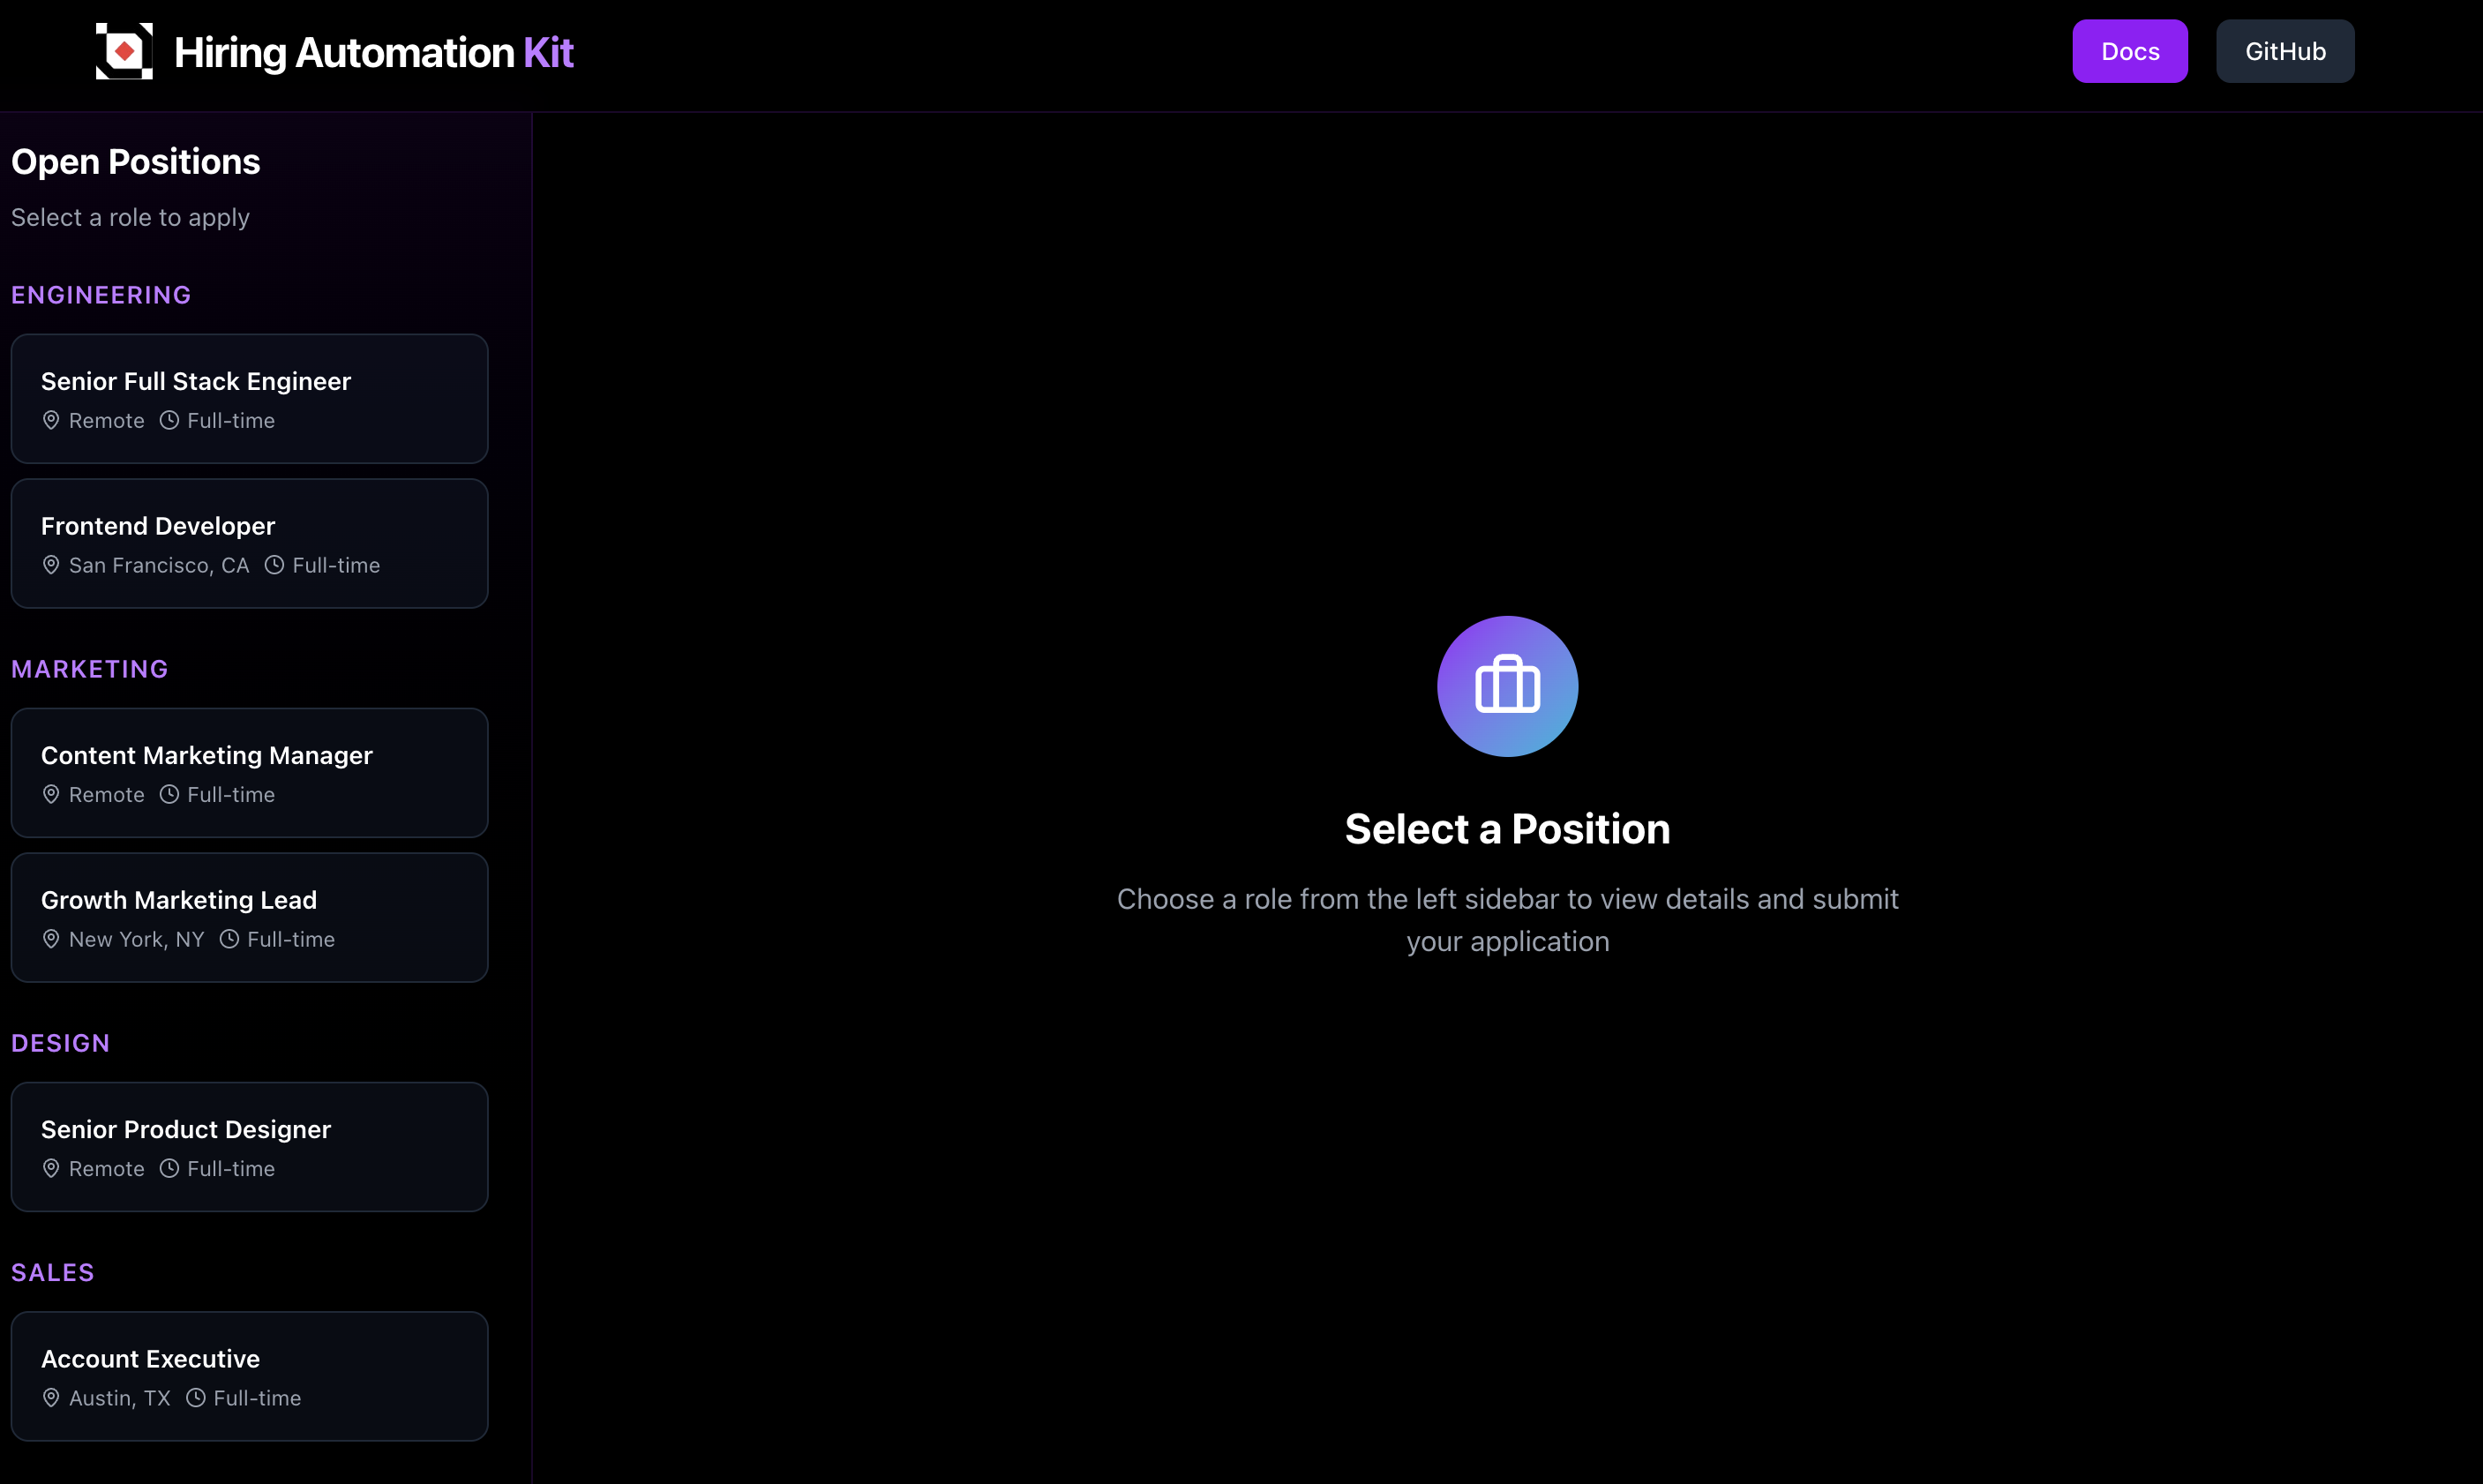 Hiring Automation Kit
Docs
GitHub
Open Positions
Select a role to apply
ENGINEERING
Senior Full Stack Engineer
Remote Full-time
Frontend Developer
San Francisco, CA Full-time
MARKETING
Content Marketing Manager
Remote Full-time
Growth Marketing Lead
New York, NY Full-time
DESIGN
Senior Product Designer
Remote Full-time
SALES
Account Executive
Austin, TX Full-time
Select a Position
Choose a role from the left sidebar to view details and submit
your application